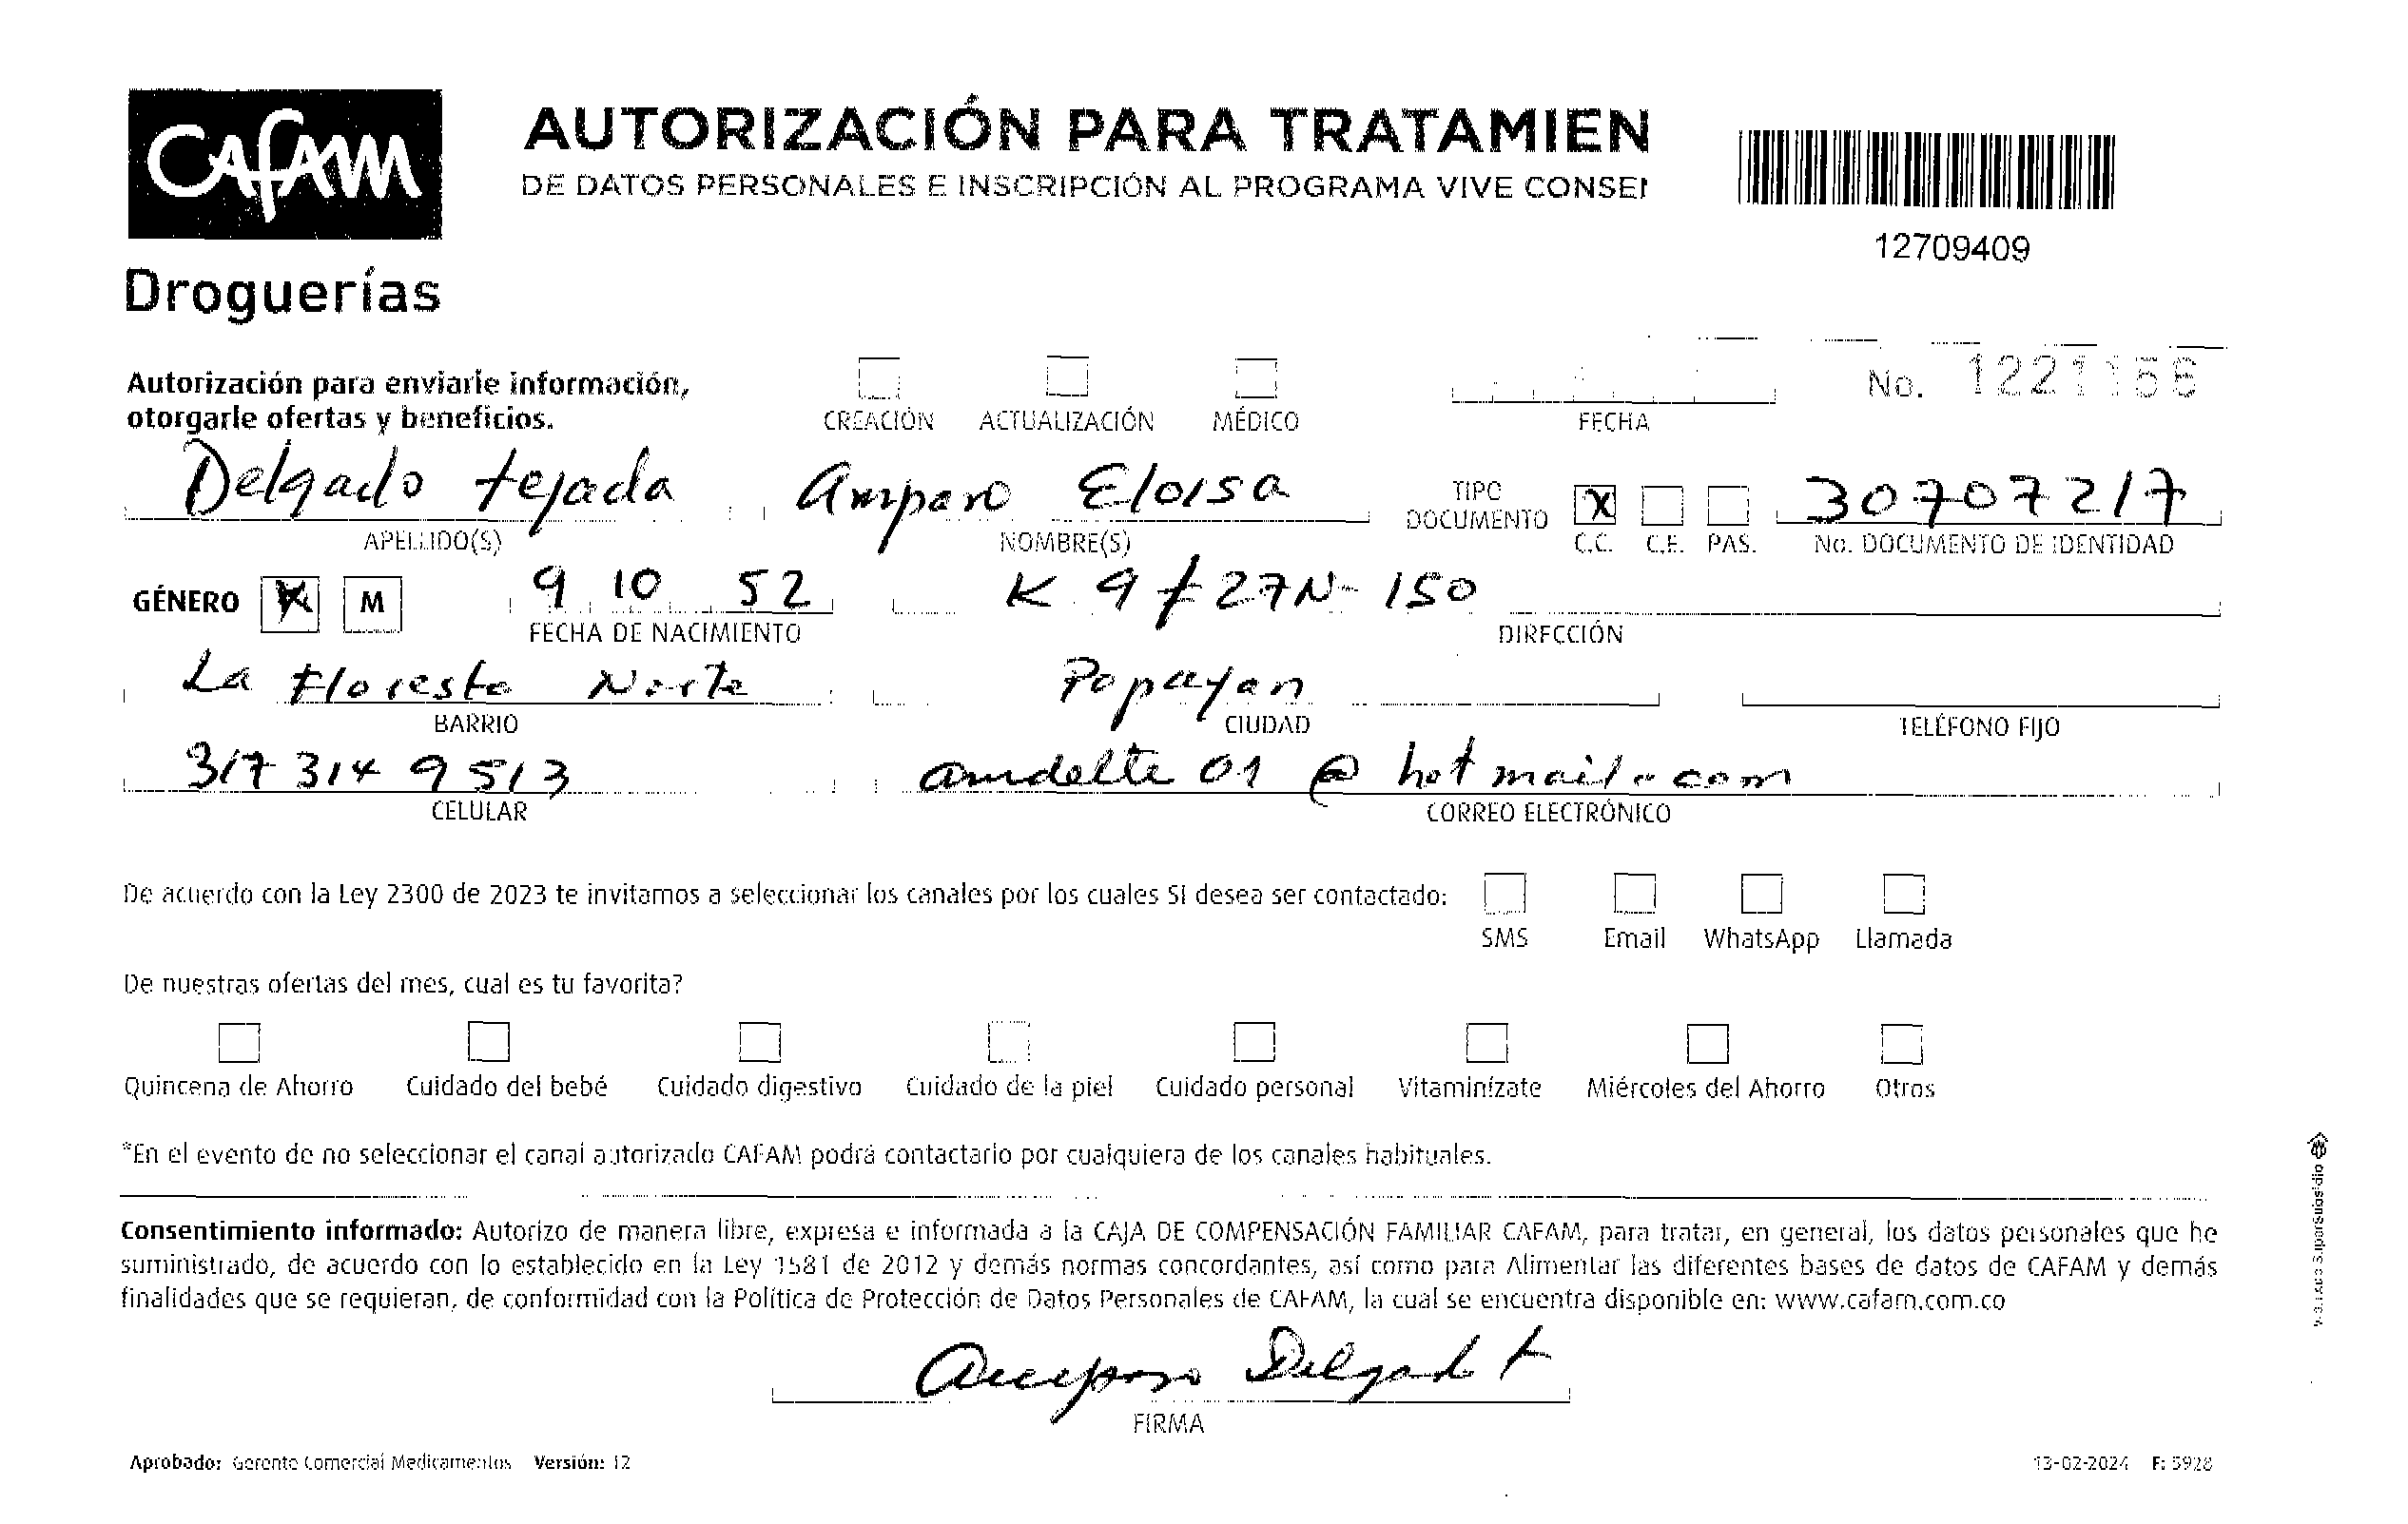 CAFAM
Droguerías
AUTORIZACIÓN PARA TRATAMIEN
DE DATOS PERSONALES E INSCRIPCIÓN AL PROGRAMA VIVE CONSE
12709409
Autorización para enviarle información,
otorgarle ofertas y beneficios.
CREACIÓN ACTUALIZACIÓN MÉDICO
FECHA
No. 1221156
Delgado tejada Amparo Eloisa
TIPO DOCUMENTO X 30707217
APELLIDO(S) NOMBRE(S) C.C. C.E. PAS. No. DOCUMENTO DE IDENTIDAD
GÉNERO X M 9 10 52 K 9 # 27N- 150
FECHA DE NACIMIENTO DIRECCIÓN
La Floresta Norte Popayan
BARRIO CIUDAD TELÉFONO FIJO
317 314 9513 amdelte 01 @ hotmail.com
CELULAR CORREO ELECTRÓNICO
De acuerdo con la Ley 2300 de 2023 te invitamos a seleccionar los canales por los cuales SI desea ser contactado:
SMS Email WhatsApp Llamada
De nuestras ofertas del mes, cual es tu favorita?
Quincena de Ahorro Cuidado del bebé Cuidado digestivo Cuidado de la piel Cuidado personal Vitamínizate Miércoles del Ahorro Otros
*En el evento de no seleccionar el canal autorizado CAFAM podrá contactarlo por cualquiera de los canales habituales.
Consentimiento informado: Autorizo de manera libre, expresa e informada a la CAJA DE COMPENSACIÓN FAMILIAR CAFAM, para tratar, en general, los datos personales que he
suministrado, de acuerdo con lo establecido en la Ley 1581 de 2012 y demás normas concordantes, así como para Alimentar las diferentes bases de datos de CAFAM y demás
finalidades que se requieran, de conformidad con la Política de Protección de Datos Personales de CAFAM, la cual se encuentra disponible en: www.cafam.com.co
Amparo Delgado t
FIRMA
Aprobado: Gerente Comercial Medicamentos Versión: 12
13-02-2024 F: 5928